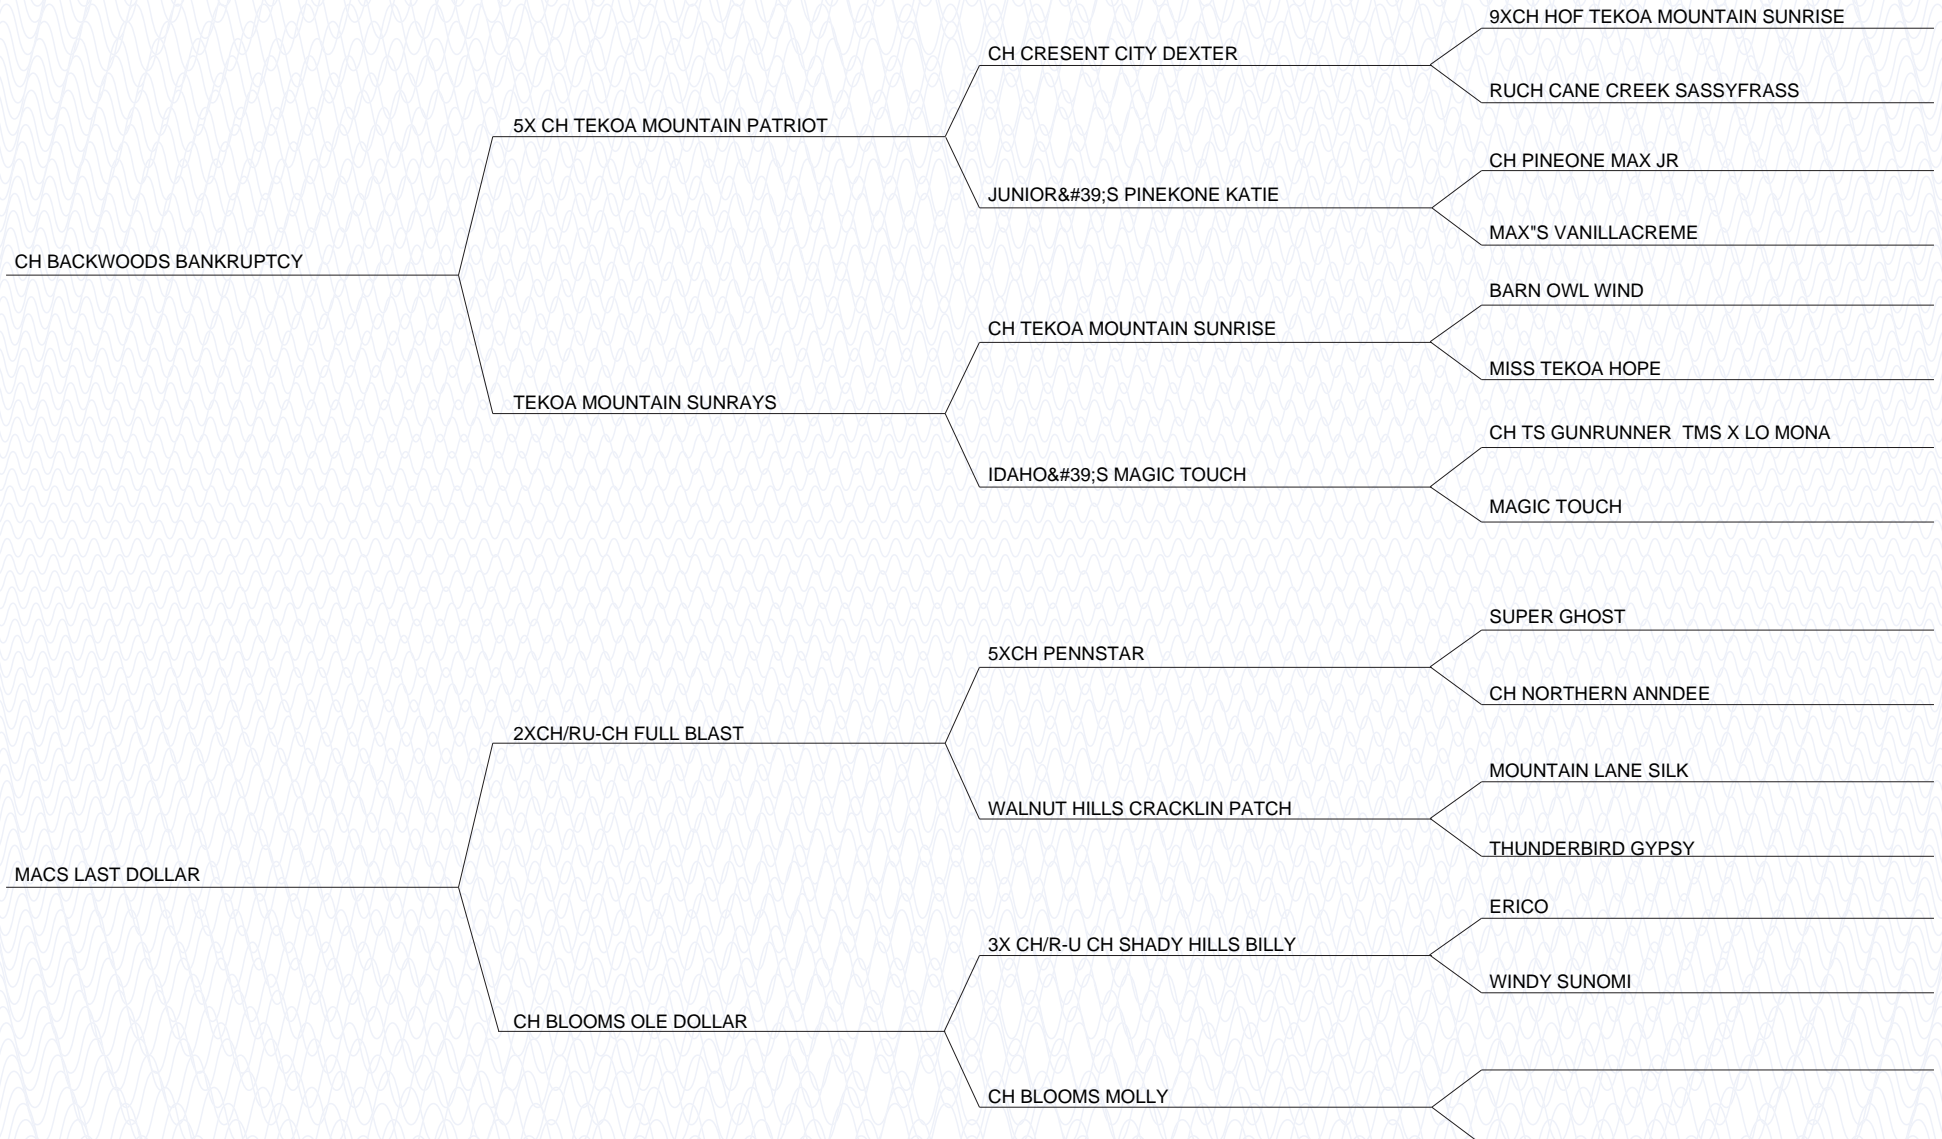 9XCH HOF TEKOA MOUNTAIN SUNRISE
CH CRESENT CITY DEXTER
RUCH CANE CREEK SASSYFRASS
5X CH TEKOA MOUNTAIN PATRIOT
CH PINEONE MAX JR
JUNIOR&#39;S PINEKONE KATIE
MAX"S VANILLACREME
CH BACKWOODS BANKRUPTCY
BARN OWL WIND
CH TEKOA MOUNTAIN SUNRISE
MISS TEKOA HOPE
TEKOA MOUNTAIN SUNRAYS
CH TS GUNRUNNER  TMS X LO MONA
IDAHO&#39;S MAGIC TOUCH
MAGIC TOUCH
SUPER GHOST
5XCH PENNSTAR
CH NORTHERN ANNDEE
2XCH/RU-CH FULL BLAST
MOUNTAIN LANE SILK
WALNUT HILLS CRACKLIN PATCH
THUNDERBIRD GYPSY
MACS LAST DOLLAR
ERICO
3X CH/R-U CH SHADY HILLS BILLY
WINDY SUNOMI
CH BLOOMS OLE DOLLAR
CH BLOOMS MOLLY